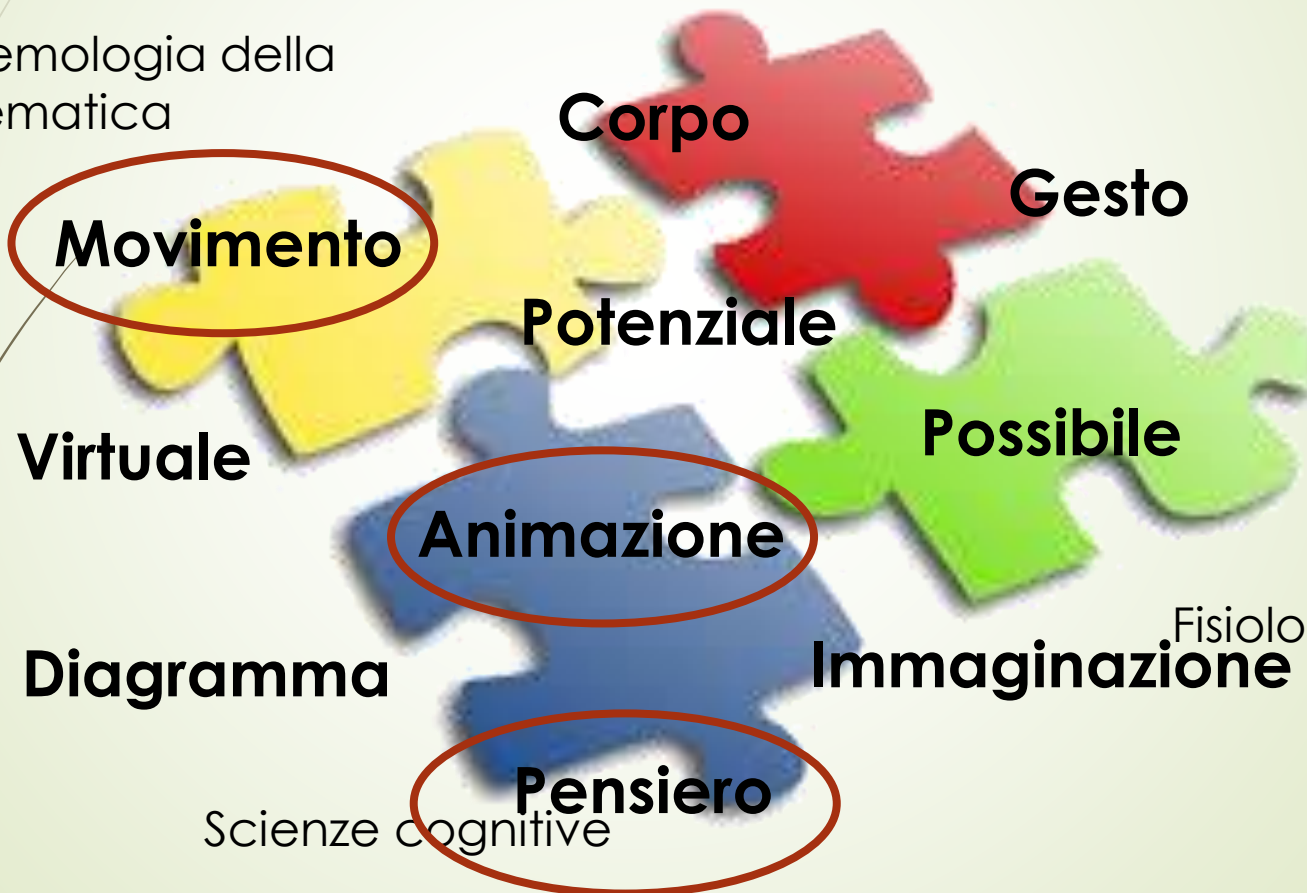 emologia della
ematica
Corpo
Gesto
Movimento
Potenziale
Virtuale
Possibile
Animazione
Fisiolo
Diagramma
Immaginazione
Pensiero
Scienze cognitive